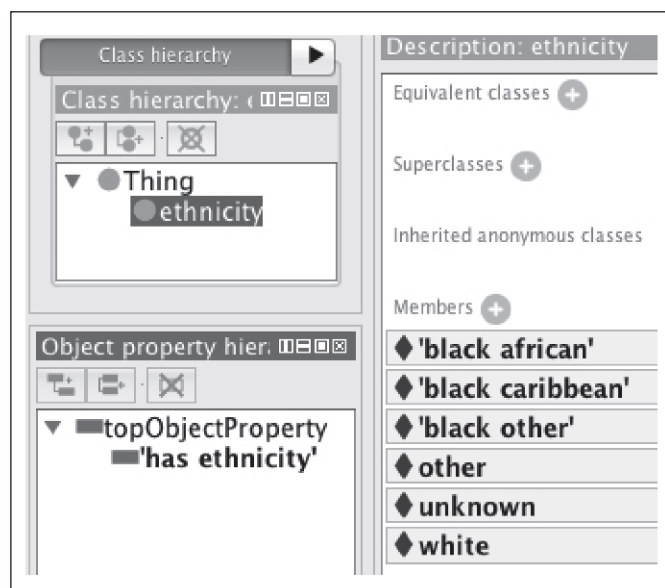 Class hierarchy
Class hierarchy: e
Thing
ethnicity
Object property hier
topObjectProperty
'has ethnicity'
Description: ethnicity
Equivalent classes
Superclasses
Inherited anonymous classes
Members
'black african'
'black caribbean'
'black other'
other
unknown
white